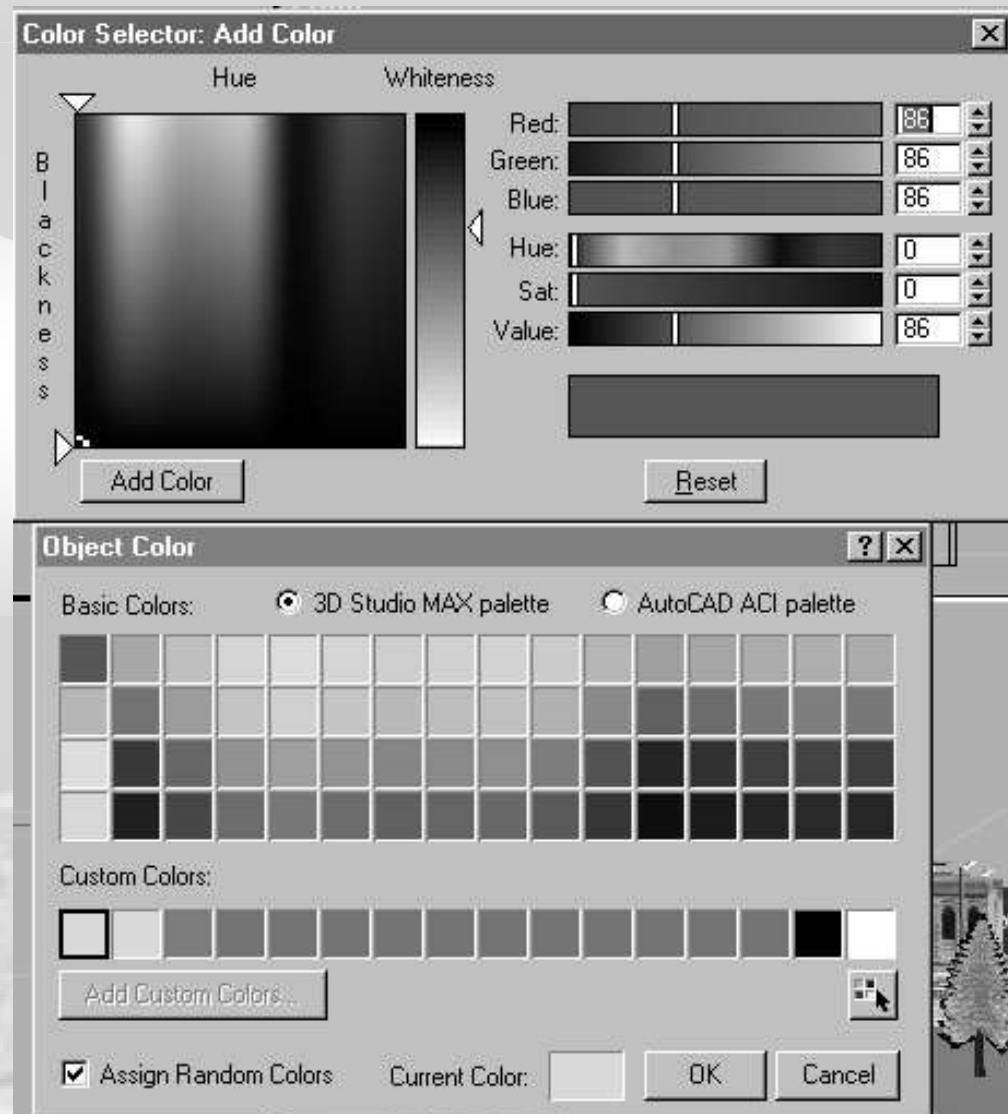 Color Selector: Add Color
Hue
Whiteness
Blackness
Red: 86
Green: 86
Blue: 86
Hue: 0
Sat: 0
Value: 86
Add Color
Reset
Object Color
Basic Colors:
3D Studio MAX palette
AutoCAD ACI palette
Custom Colors:
Add Custom Colors...
Assign Random Colors
Current Color:
OK
Cancel